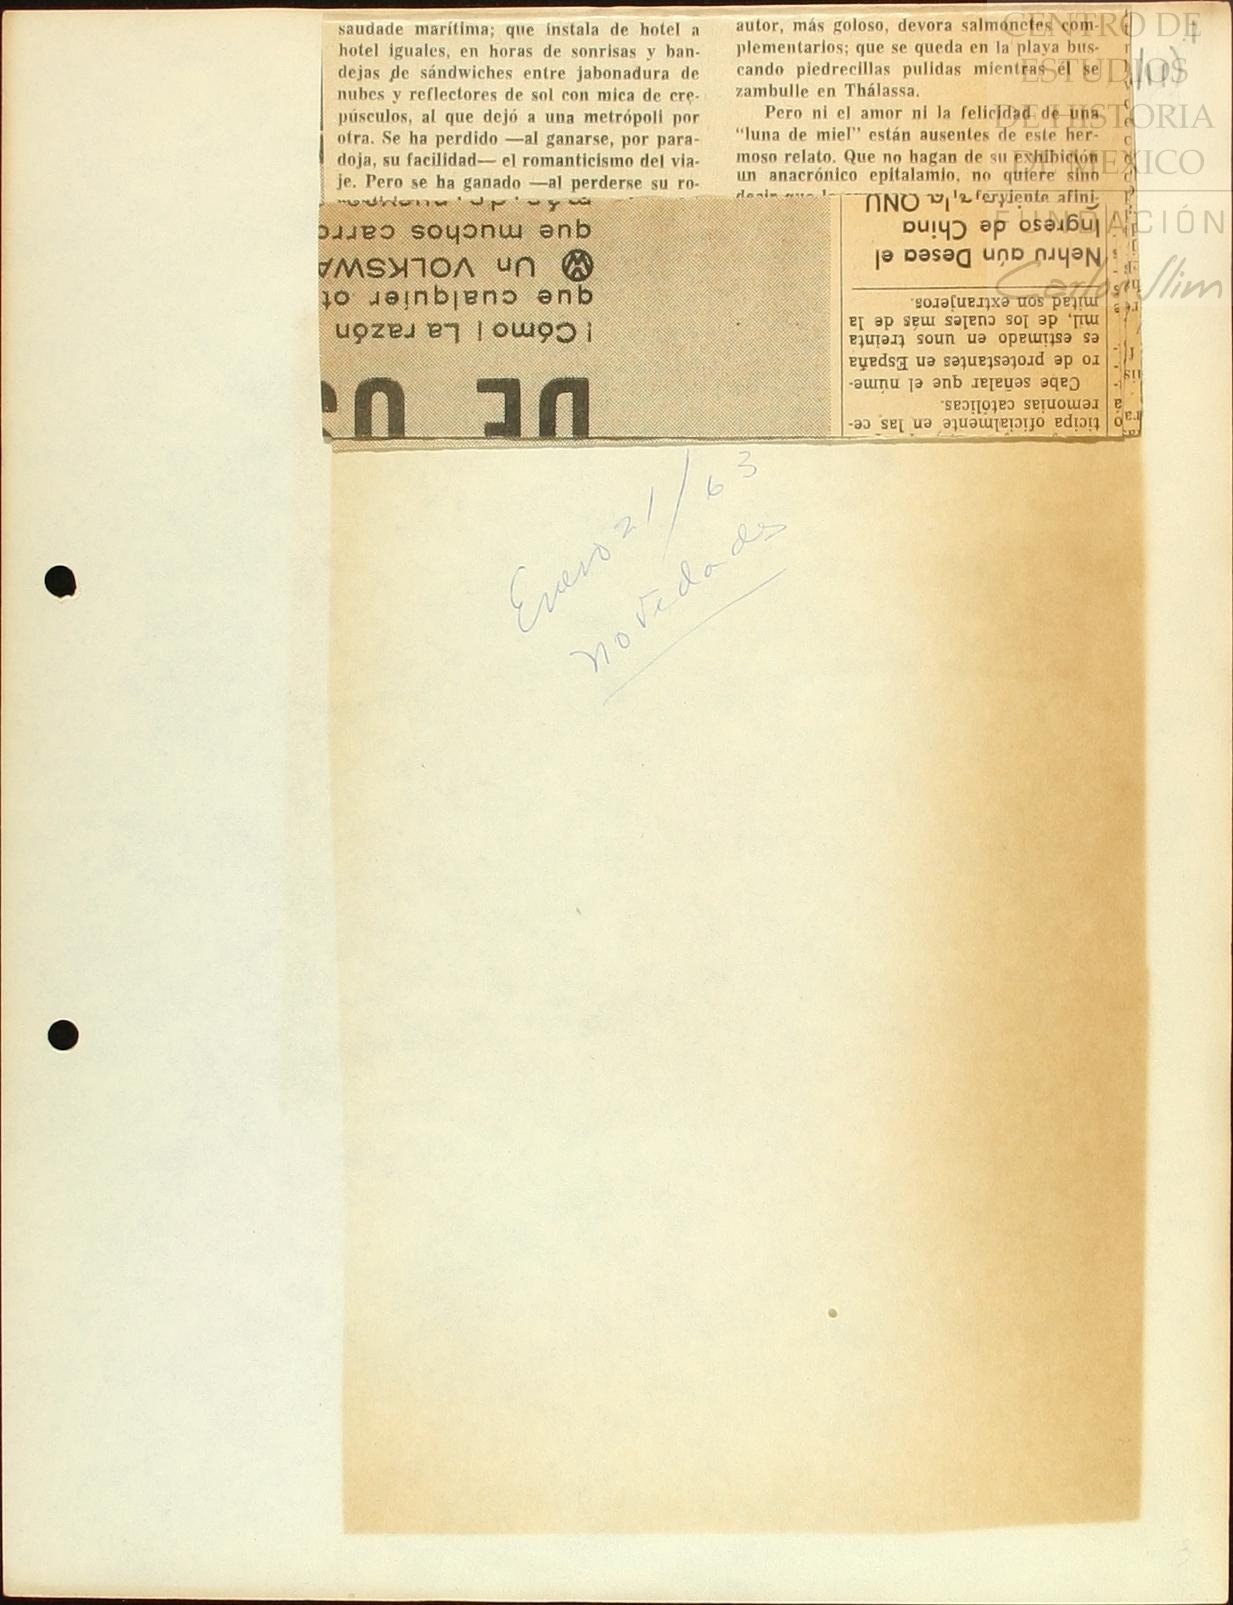 saudade marítima; que instala de hotel a
hotel iguales, en horas de sonrisas y ban-
dejas de sándwiches entre jabonadura de
nubes y reflectores de sol con mica de cre-
púsculos, al que dejó a una metrópoli por
otra. Se ha perdido —al ganarse, por para-
doja, su facilidad— el romanticismo del via-
je. Pero se ha ganado —al perderse su ro-
autor, más goloso, devora salmonetes com-
plementarios; que se queda en la playa bus-
cando piedrecillas pulidas mientras él se
zambulle en Thálassa.
Pero ni el amor ni la felicidad de una
"luna de miel" están ausentes de este her-
moso relato. Que no hagan de su exhibición
un anacrónico epitalamio, no quiere sino
ferviente afini-
CENTRO DE
ESTUDIOS
DE HISTORIA
DE MEXICO
FUNDACIÓN
Carlos Slim
ticipa oficialmente en las ce-
remonias católicas.
Cabe señalar que el núme-
ro de protestantes en España
es estimado en unos treinta
mil, de los cuales más de la
mitad son extranjeros.
Nehru aún Desea el
Ingreso de China
a la ONU
DE US
¡ Cómo ! La razón
que cualquier ot
Un VOLKSWA
que muchos carro
Enero 21/63
Novedades
3